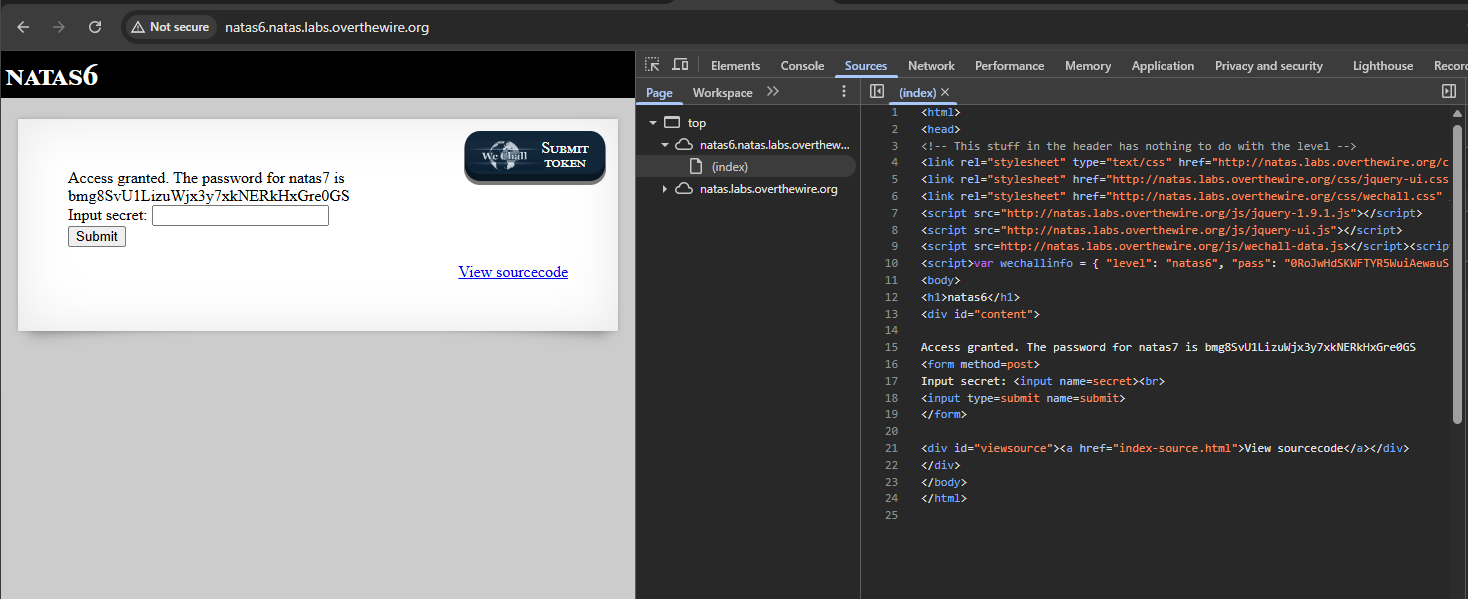 Not secure
natas6.natas.labs.overthewire.org
NATAS6
We Chall
SUBMIT TOKEN
Access granted. The password for natas7 is
bmg8SvU1LizuWjx3y7xkNERkHxGre0GS
Input secret:
Submit
View sourcecode
Elements Console Sources Network Performance Memory Application Privacy and security Lighthouse Recor
Page Workspace
(index)
top
natas6.natas.labs.overthew...
(index)
natas.labs.overthewire.org
1 <html>
2 <head>
3 <!-- This stuff in the header has nothing to do with the level -->
4 <link rel="stylesheet" type="text/css" href="http://natas.labs.overthewire.org/c
5 <link rel="stylesheet" href="http://natas.labs.overthewire.org/css/jquery-ui.css
6 <link rel="stylesheet" href="http://natas.labs.overthewire.org/css/wechall.css"
7 <script src="http://natas.labs.overthewire.org/js/jquery-1.9.1.js"></script>
8 <script src="http://natas.labs.overthewire.org/js/jquery-ui.js"></script>
9 <script src=http://natas.labs.overthewire.org/js/wechall-data.js></script><scrip
10 <script>var wechallinfo = { "level": "natas6", "pass": "0RoJwHdSKWFTYR5WuiAewauS
11 <body>
12 <h1>natas6</h1>
13 <div id="content">
14
15 Access granted. The password for natas7 is bmg8SvU1LizuWjx3y7xkNERkHxGre0GS
16 <form method=post>
17 Input secret: <input name=secret><br>
18 <input type=submit name=submit>
19 </form>
20
21 <div id="viewsource"><a href="index-source.html">View sourcecode</a></div>
22 </div>
23 </body>
24 </html>
25